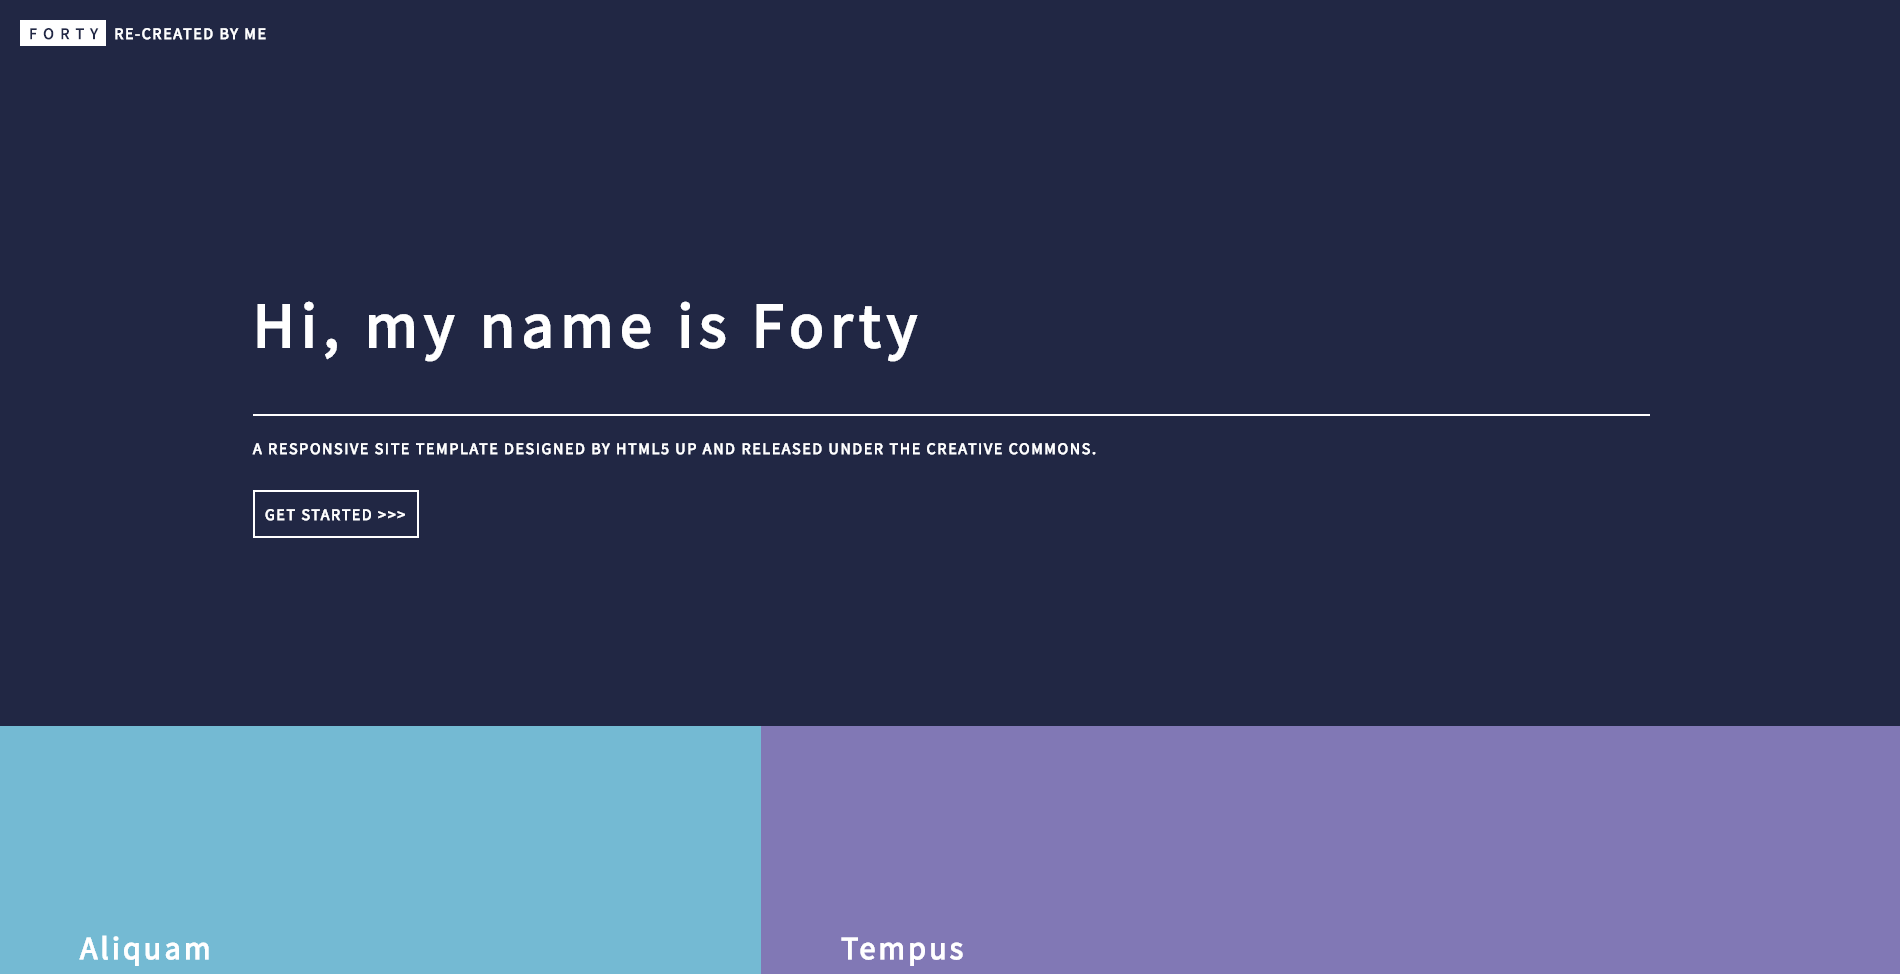 FORTY RE-CREATED BY ME
Hi, my name is Forty
A RESPONSIVE SITE TEMPLATE DESIGNED BY HTML5 UP AND RELEASED UNDER THE CREATIVE COMMONS.
GET STARTED >>>
Aliquam
Tempus